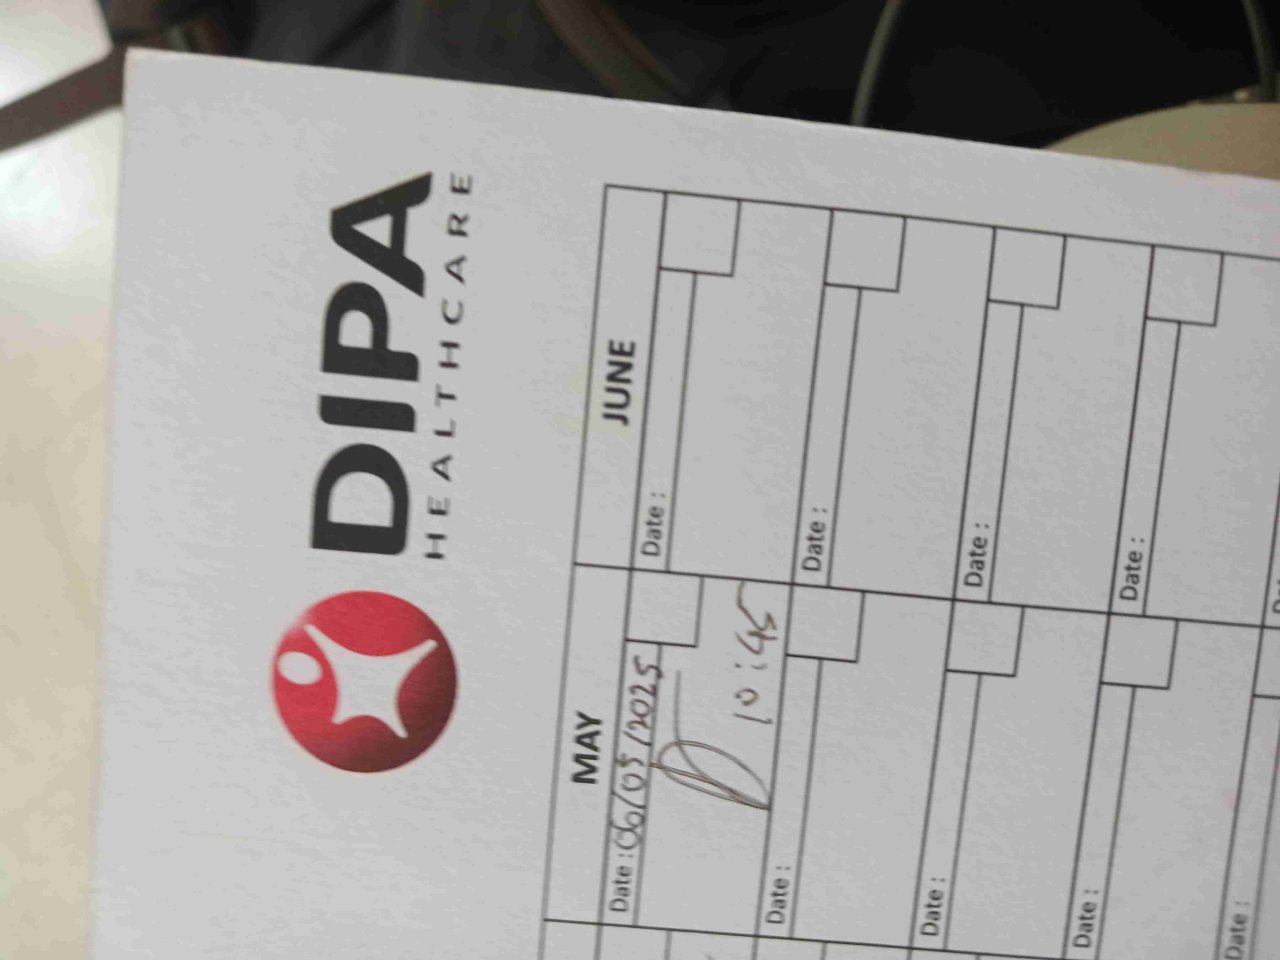 DIPA
HEALTHCARE
MAY
JUNE
Date : 06/05/2025
10:45
Date :
Date :
Date :
Date :
Date :
Date :
Date :
Date :